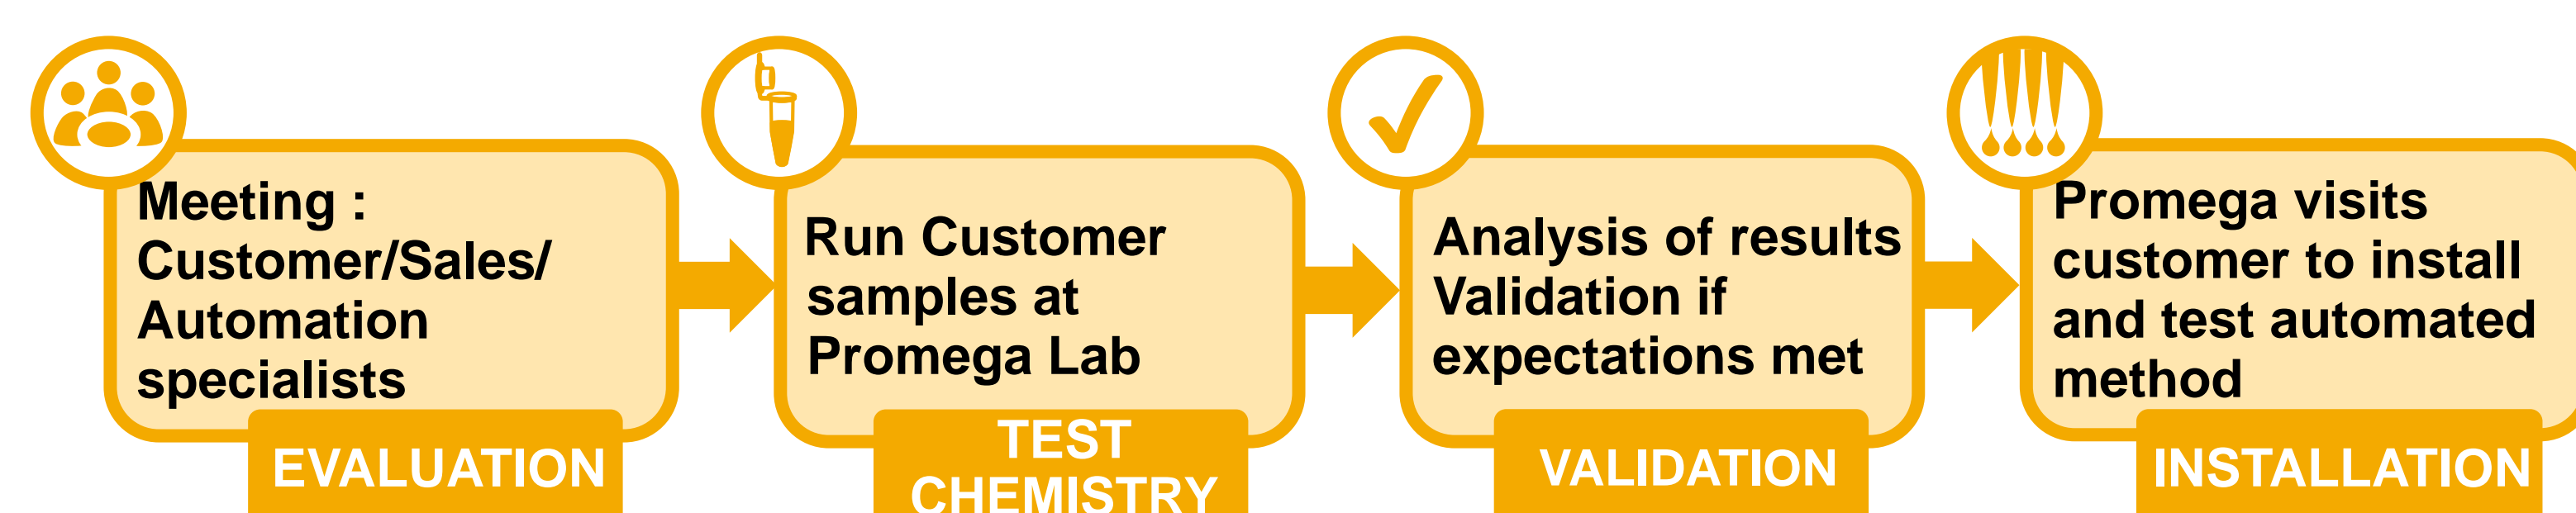 Meeting :
Customer/Sales/
Automation
specialists
EVALUATION
Run Customer
samples at
Promega Lab
TEST
CHEMISTRY
Analysis of results
Validation if
expectations met
VALIDATION
Promega visits
customer to install
and test automated
method
INSTALLATION